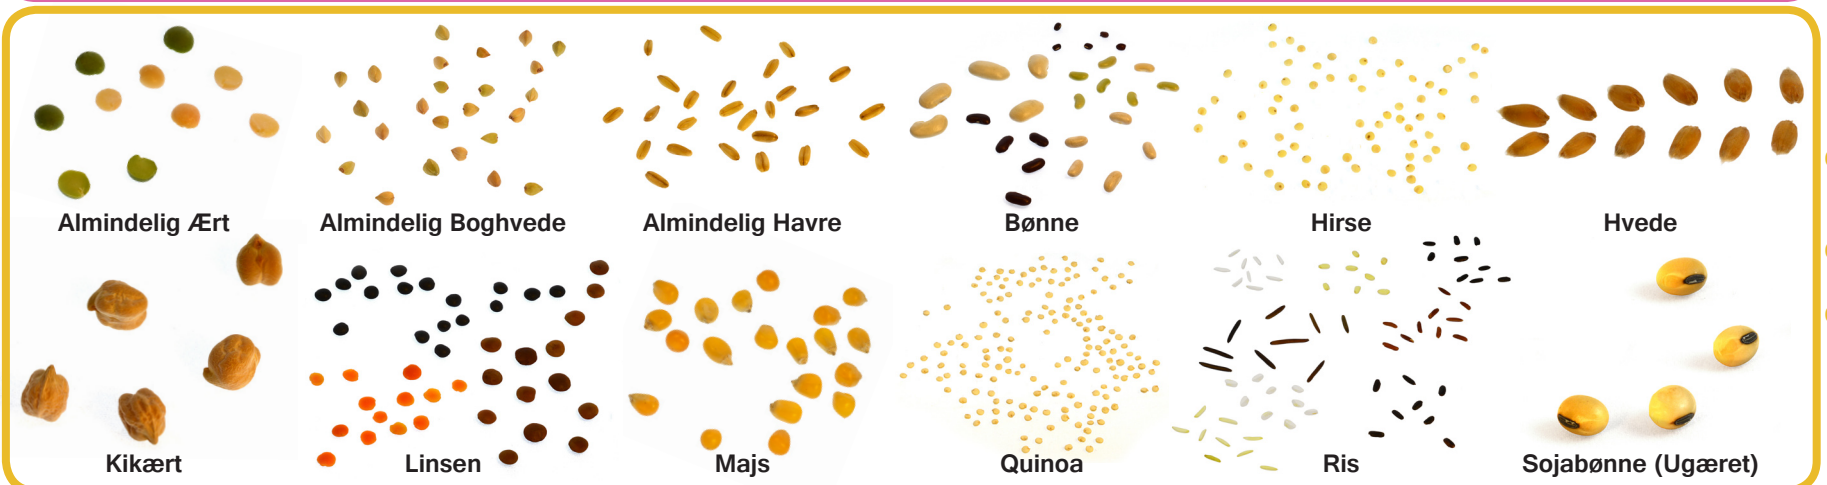 Almindelig Ært
Almindelig Boghvede
Almindelig Havre
Bønne
Hirse
Hvede
Kikært
Linsen
Majs
Quinoa
Ris
Sojabønne (Ugæret)